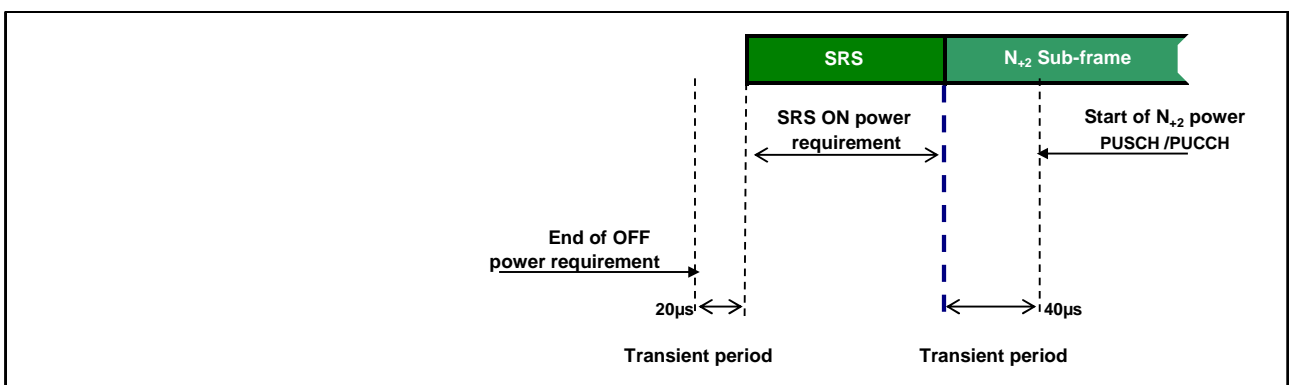 SRS
N+2 Sub-frame
SRS ON power
requirement
Start of N+2 power
PUSCH /PUCCH
End of OFF
power requirement
20µs
40µs
Transient period
Transient period